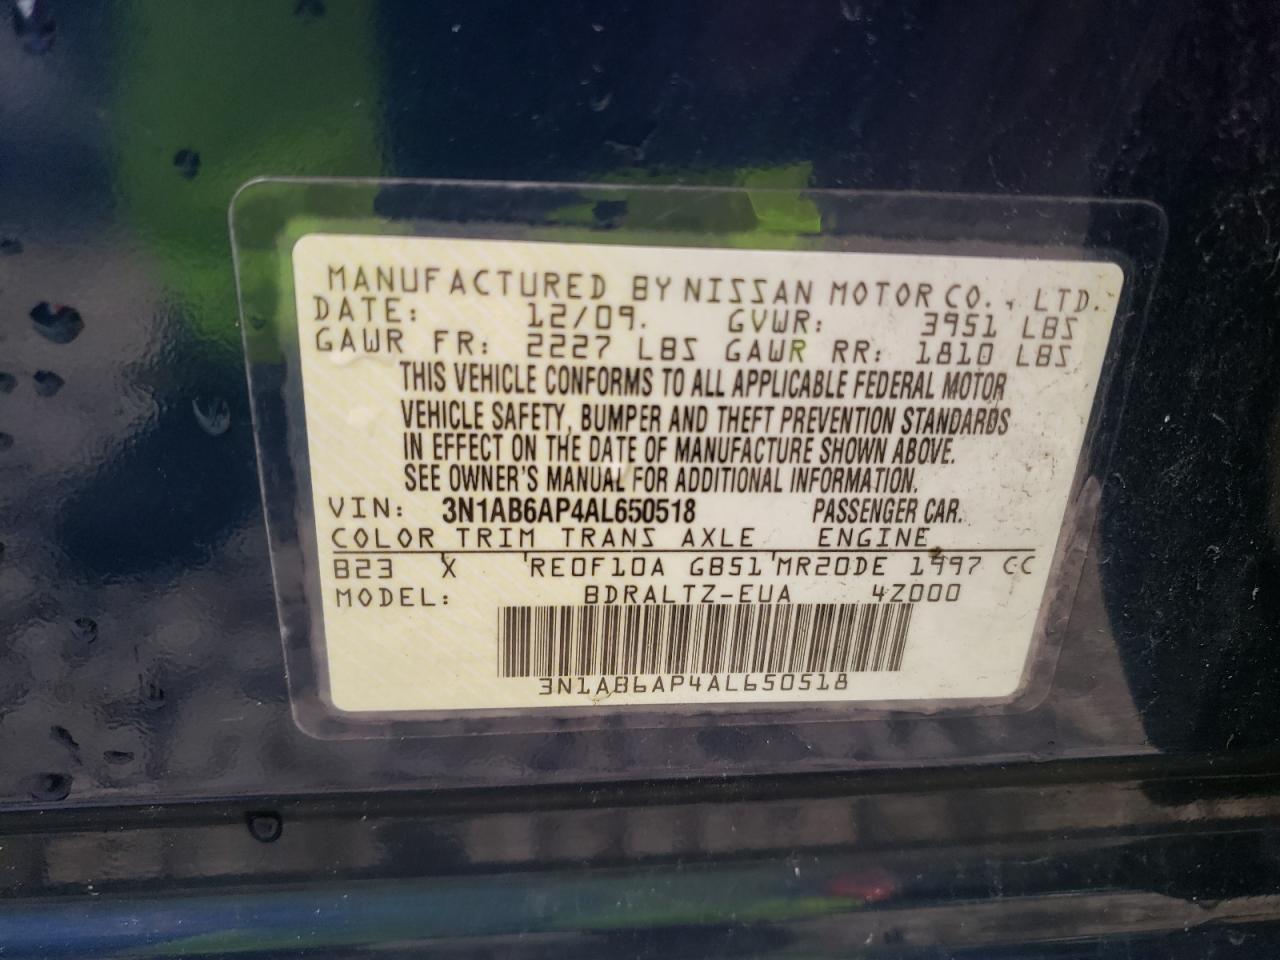 MANUFACTURED BY NISSAN MOTOR CO., LTD.
DATE: 12/09. GVWR: 3951 LBS
GAWR FR: 2227 LBS GAWR RR: 1810 LBS
THIS VEHICLE CONFORMS TO ALL APPLICABLE FEDERAL MOTOR
VEHICLE SAFETY, BUMPER AND THEFT PREVENTION STANDARDS
IN EFFECT ON THE DATE OF MANUFACTURE SHOWN ABOVE.
SEE OWNER'S MANUAL FOR ADDITIONAL INFORMATION.
VIN: 3N1AB6AP4AL650518 PASSENGER CAR.
COLOR TRIM TRANS AXLE ENGINE
B23 X RE0F10A GB51 MR20DE 1997 CC
MODEL: BDRALTZ-EUA 4Z000
3N1AB6AP4AL650518